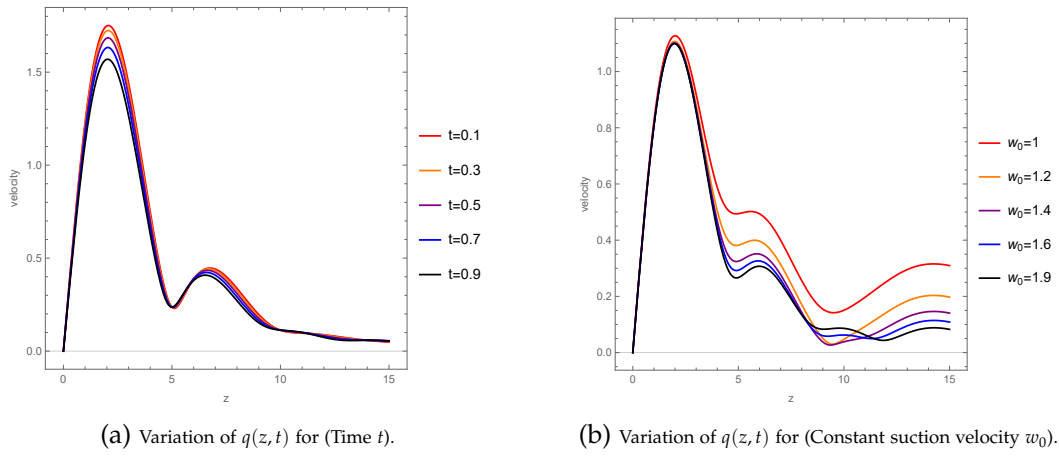 velocity
1.5
1.0
0.5
0.0
0 5 10 15
z
t=0.1
t=0.3
t=0.5
t=0.7
t=0.9
(a) Variation of q(z, t) for (Time t).
velocity
1.0
0.8
0.6
0.4
0.2
0.0
0 5 10 15
z
w₀=1
w₀=1.2
w₀=1.4
w₀=1.6
w₀=1.9
(b) Variation of q(z, t) for (Constant suction velocity w₀).